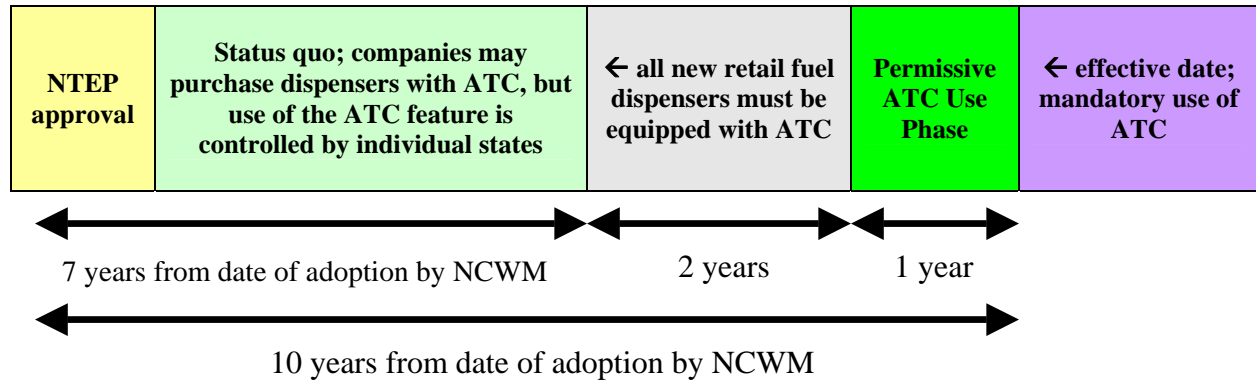 NTEP
approval
Status quo; companies may
purchase dispensers with ATC, but
use of the ATC feature is
controlled by individual states
← all new retail fuel
dispensers must be
equipped with ATC
Permissive
ATC Use
Phase
← effective date;
mandatory use of
ATC
7 years from date of adoption by NCWM
2 years
1 year
10 years from date of adoption by NCWM